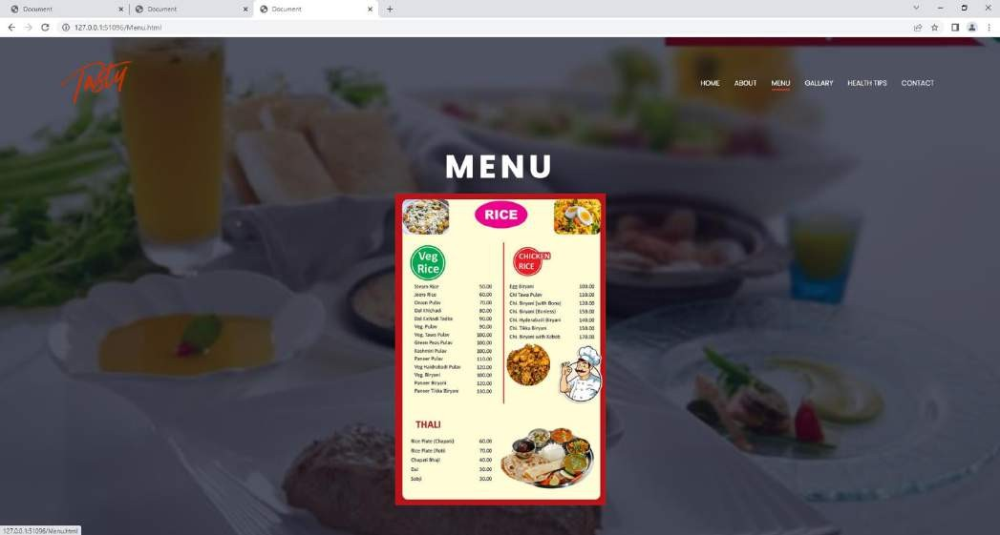 Document
Document
Document
127.0.0.1:51096/Menu.html
Tasty
HOME ABOUT MENU GALLARY HEALTH TIPS CONTACT
MENU
RICE
Veg
Rice
Steam Rice 50.00
Jeera Rice 60.00
Onion Pulav 70.00
Dal Khichadi 80.00
Dal Kichadi Tadka 90.00
Veg. Pulav 90.00
Veg. Tawa Pulav 100.00
Green Peas Pulav 100.00
Kashmiri Pulav 100.00
Paneer Pulav 110.00
Veg Haidrabadi Pulav 120.00
Veg. Biryani 100.00
Paneer Biryani 120.00
Paneer Tikka Biryani 130.00
CHICKEN
RICE
Egg Biryani 100.00
Chi Tawa Pulav 110.00
Chi. Biryani (with Bone) 120.00
Chi. Biryani (Bonless) 150.00
Chi. Hyderabadi Biryani 140.00
Chi. Tikka Biryani 150.00
Chi. Biryani with Kabab 170.00
THALI
Rice Plate (Chapati) 60.00
Rice Plate (Roti) 70.00
Chapati Bhaji 40.00
Dal 30.00
Sabji 30.00
127.0.0.1:51096/Menu.html